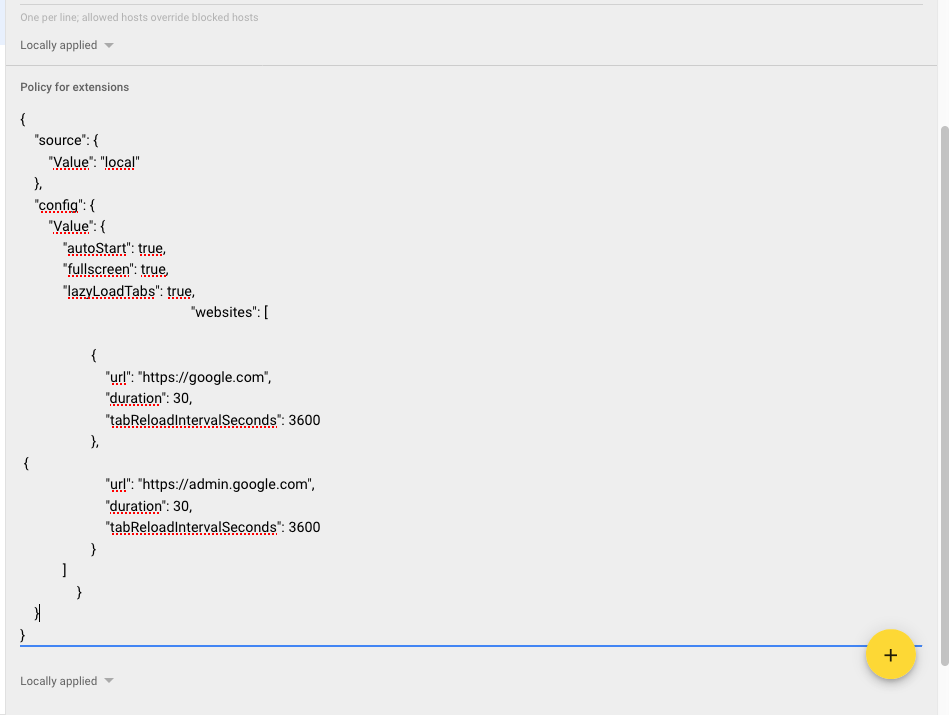 One per line; allowed hosts override blocked hosts
Locally applied
Policy for extensions
{
"source": {
"Value": "local"
},
"config": {
"Value": {
"autoStart": true,
"fullscreen": true,
"lazyLoadTabs": true,
"websites": [
{
"url": "https://google.com",
"duration": 30,
"tabReloadIntervalSeconds": 3600
},
{
"url": "https://admin.google.com",
"duration": 30,
"tabReloadIntervalSeconds": 3600
}
]
}
}
}
+
Locally applied